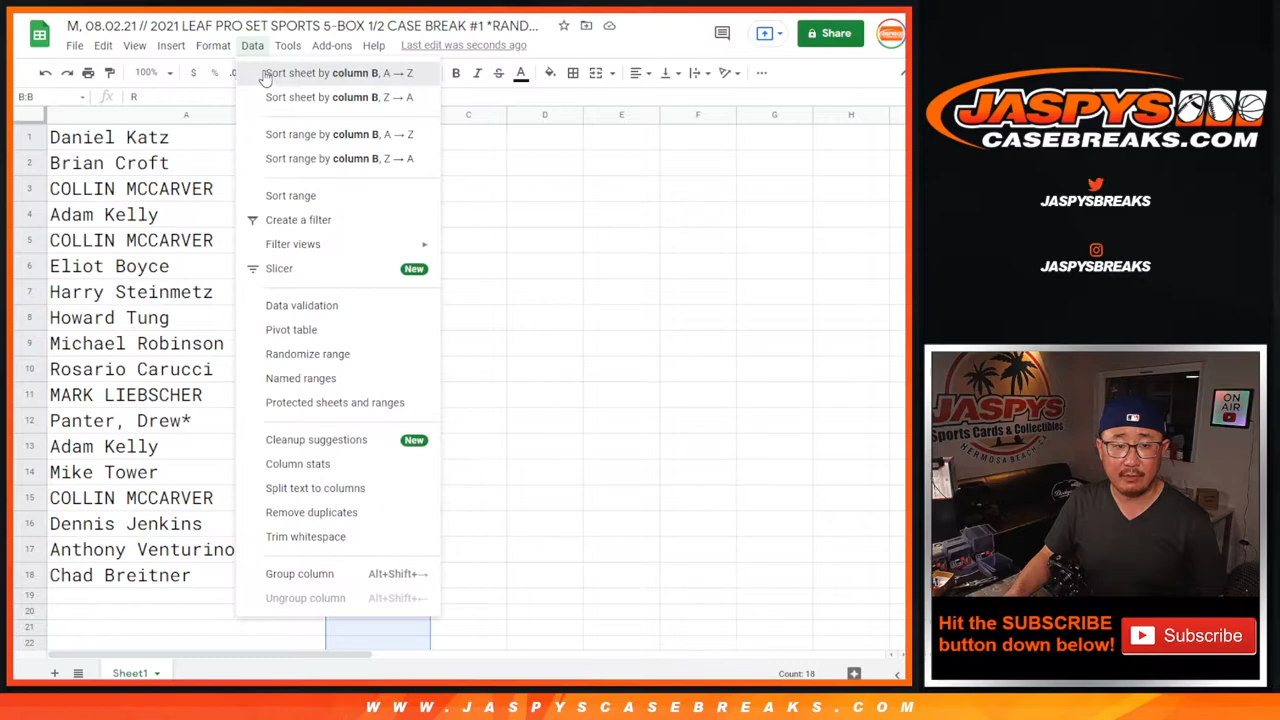 M, 08.02.21 // 2021 LEAF PRO SET SPORTS 5-BOX 1/2 CASE BREAK #1 *RAND...
File Edit View Insert Format Data Tools Add-ons Help Last edit was seconds ago
Share
100% $ % .0 B I S A
B:B fx R
A C D E F G H
1 Daniel Katz
2 Brian Croft
3 COLLIN MCCARVER
4 Adam Kelly
5 COLLIN MCCARVER
6 Eliot Boyce
7 Harry Steinmetz
8 Howard Tung
9 Michael Robinson
10 Rosario Carucci
11 MARK LIEBSCHER
12 Panter, Drew*
13 Adam Kelly
14 Mike Tower
15 COLLIN MCCARVER
16 Dennis Jenkins
17 Anthony Venturino
18 Chad Breitner
19
20
21
22
Sort sheet by column B, A → Z
Sort sheet by column B, Z → A
Sort range by column B, A → Z
Sort range by column B, Z → A
Sort range
Create a filter
Filter views
Slicer New
Data validation
Pivot table
Randomize range
Named ranges
Protected sheets and ranges
Cleanup suggestions New
Column stats
Split text to columns
Remove duplicates
Trim whitespace
Group column Alt+Shift+→
Ungroup column Alt+Shift+←
Sheet1
Count: 18
JASPYS
CASEBREAKS.COM
JASPYSBREAKS
JASPYSBREAKS
JASPYS
Sports Cards & Collectibles
HERMOSA BEACH, CA
ON
AIR
Hit the SUBSCRIBE
button down below!
Subscribe
WWW.JASPYSCASEBREAKS.COM